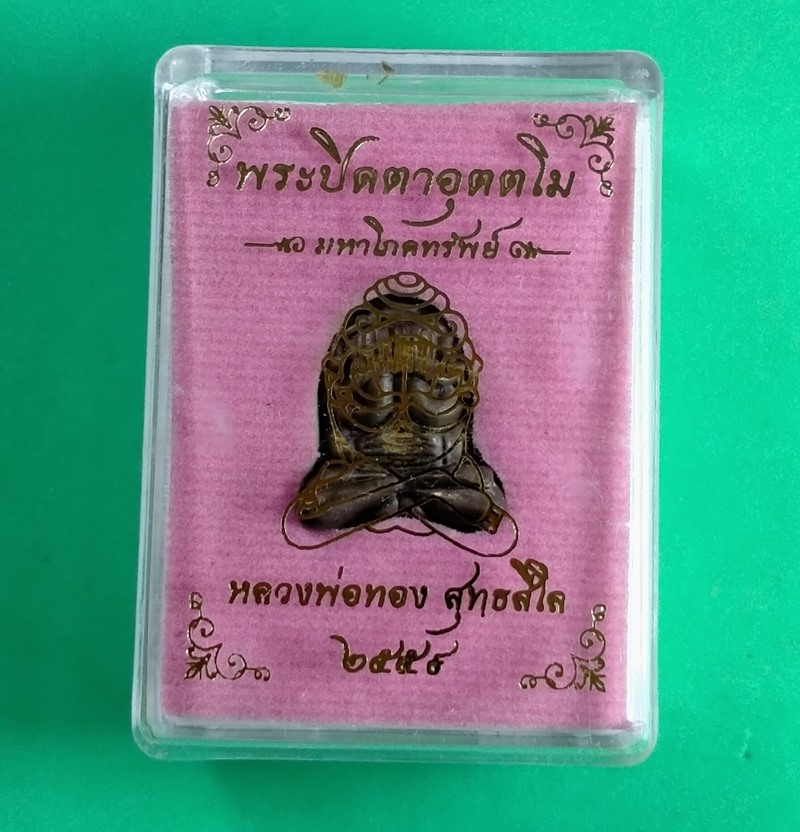 พระปิดตาอุตตโม
มหาโภคทรัพย์
หลวงพ่อทอง สุทธสีโล
๒๕๕๙